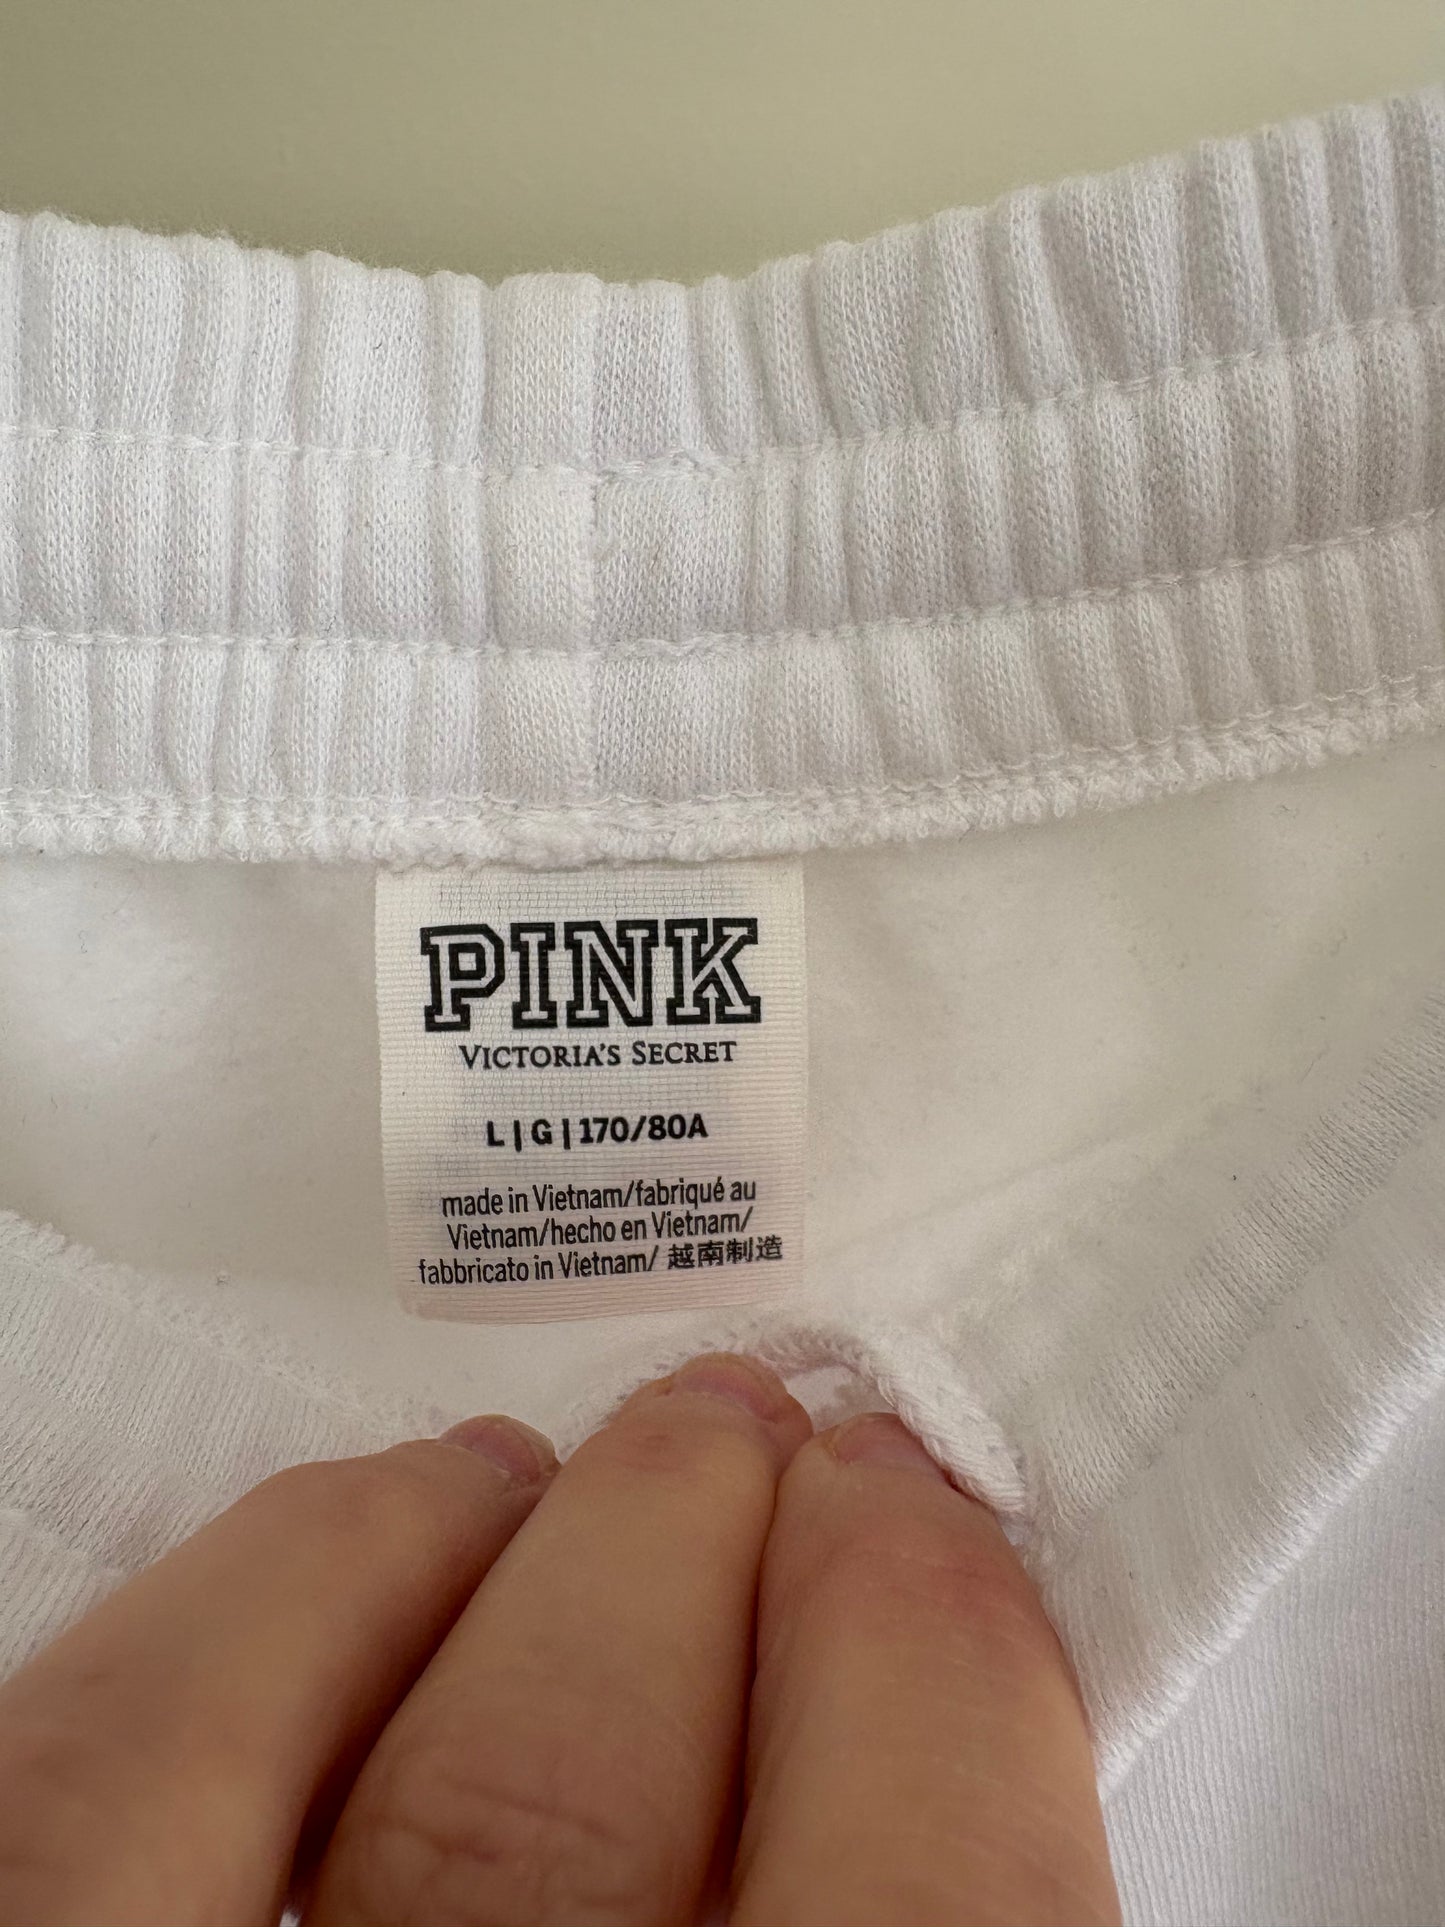 PINK
VICTORIA'S SECRET
L | G | 170/80A
made in Vietnam/fabriqué au
Vietnam/hecho en Vietnam/
fabbricato in Vietnam/ 越南制造